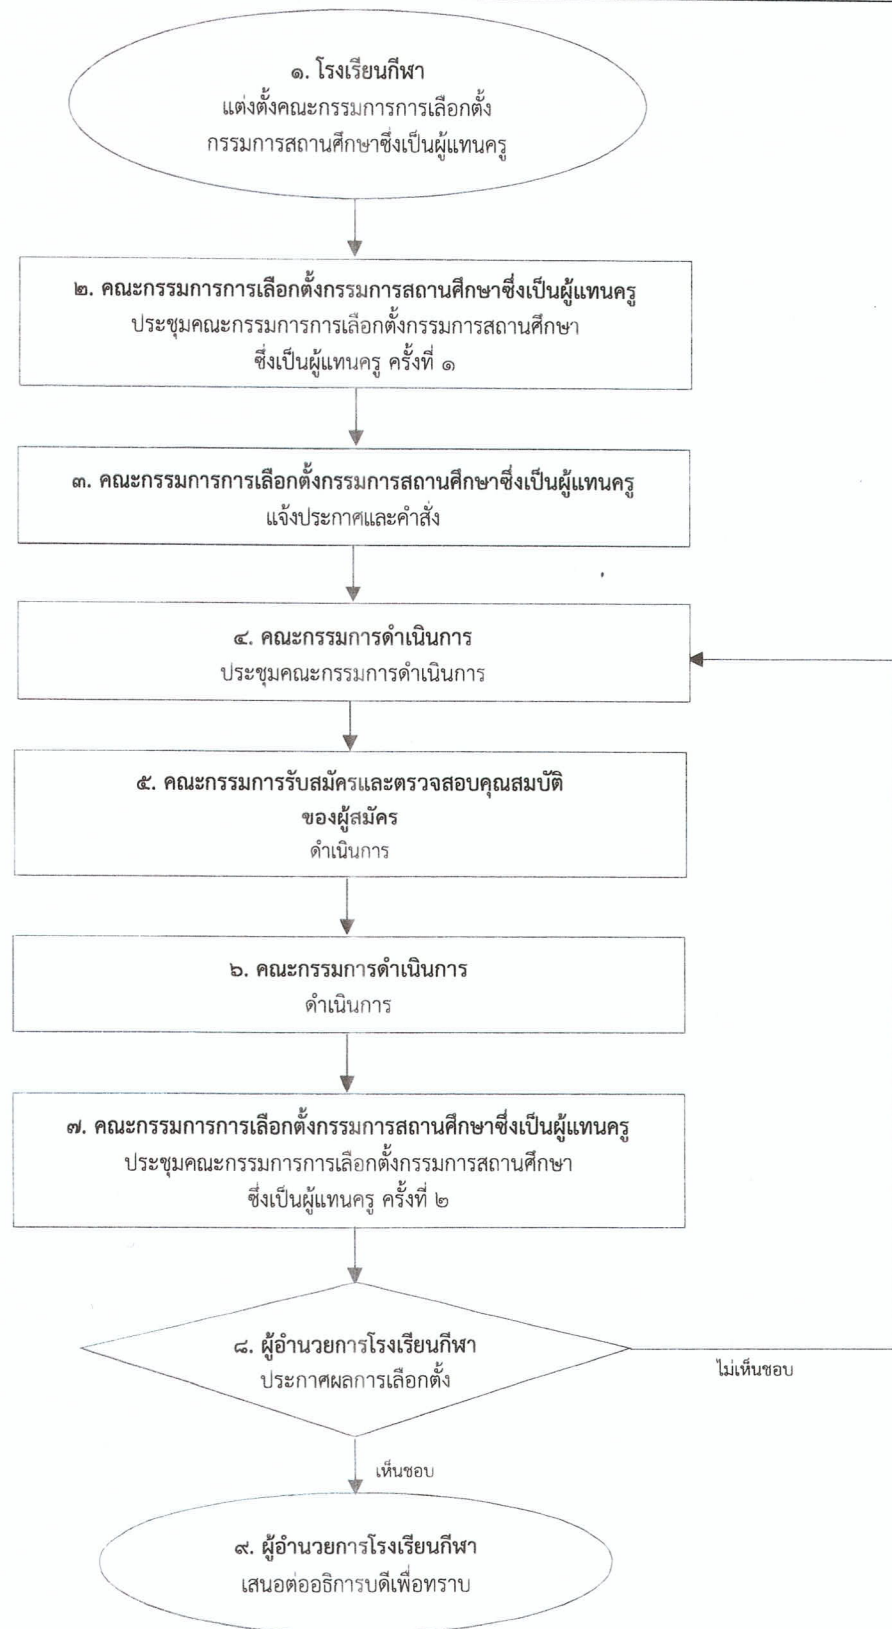 ๑. โรงเรียนกีฬา
แต่งตั้งคณะกรรมการการเลือกตั้ง
กรรมการสถานศึกษาซึ่งเป็นผู้แทนครู
๒. คณะกรรมการการเลือกตั้งกรรมการสถานศึกษาซึ่งเป็นผู้แทนครู
ประชุมคณะกรรมการการเลือกตั้งกรรมการสถานศึกษา
ซึ่งเป็นผู้แทนครู ครั้งที่ ๑
๓. คณะกรรมการการเลือกตั้งกรรมการสถานศึกษาซึ่งเป็นผู้แทนครู
แจ้งประกาศและคำสั่ง
๔. คณะกรรมการดำเนินการ
ประชุมคณะกรรมการดำเนินการ
๕. คณะกรรมการรับสมัครและตรวจสอบคุณสมบัติ
ของผู้สมัคร
ดำเนินการ
๖. คณะกรรมการดำเนินการ
ดำเนินการ
๗. คณะกรรมการการเลือกตั้งกรรมการสถานศึกษาซึ่งเป็นผู้แทนครู
ประชุมคณะกรรมการการเลือกตั้งกรรมการสถานศึกษา
ซึ่งเป็นผู้แทนครู ครั้งที่ ๒
๘. ผู้อำนวยการโรงเรียนกีฬา
ประกาศผลการเลือกตั้ง
ไม่เห็นชอบ
เห็นชอบ
๙. ผู้อำนวยการโรงเรียนกีฬา
เสนอต่ออธิการบดีเพื่อทราบ